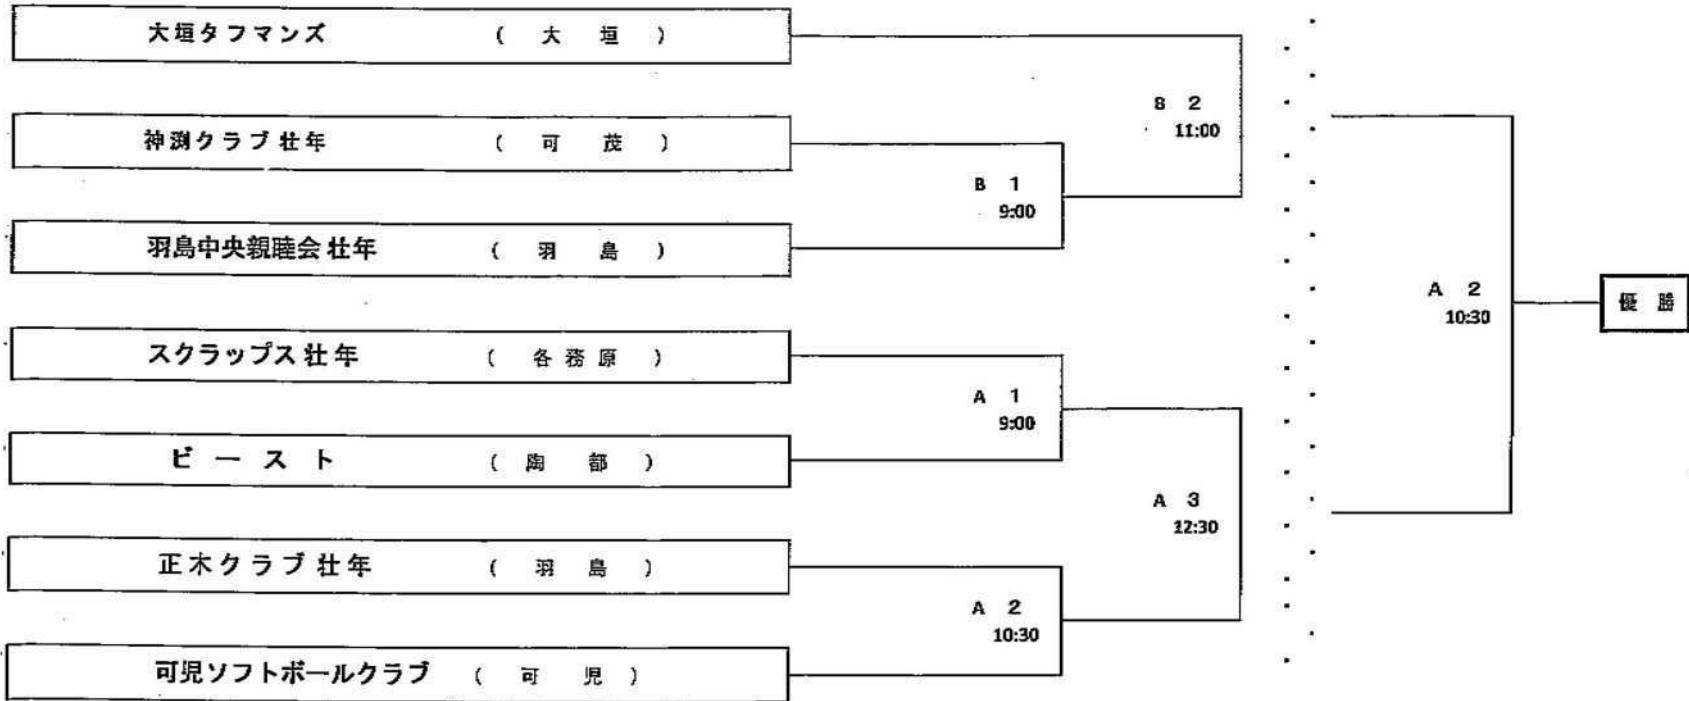 大垣タフマンズ ( 大 垣 )
神渕クラブ壮年 ( 可 茂 )
羽島中央親睦会壮年 ( 羽 島 )
スクラップス壮年 ( 各 務 原 )
ビースト ( 陶 都 )
正木クラブ壮年 ( 羽 島 )
可児ソフトボールクラブ ( 可 児 )
B 1
9:00
A 1
9:00
A 2
10:30
B 2
11:00
A 3
12:30
A 2
10:30
優 勝